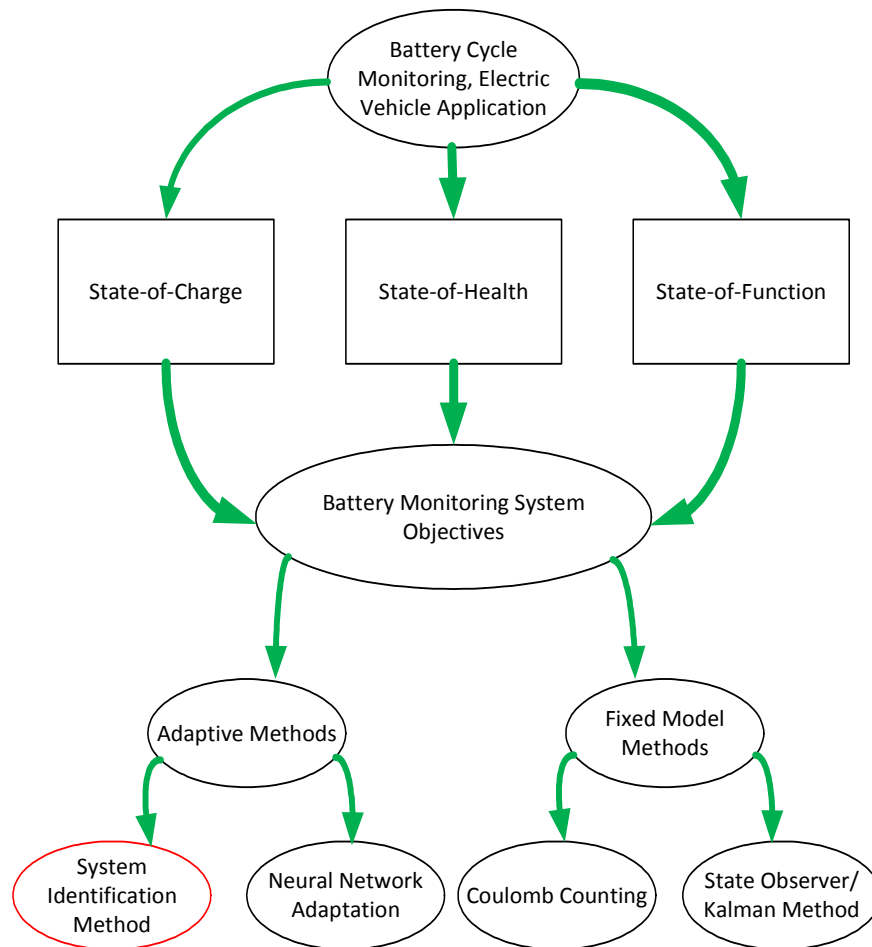 Battery Cycle
Monitoring, Electric
Vehicle Application
State-of-Charge
State-of-Health
State-of-Function
Battery Monitoring System
Objectives
Adaptive Methods
Fixed Model
Methods
System
Identification
Method
Neural Network
Adaptation
Coulomb Counting
State Observer/
Kalman Method